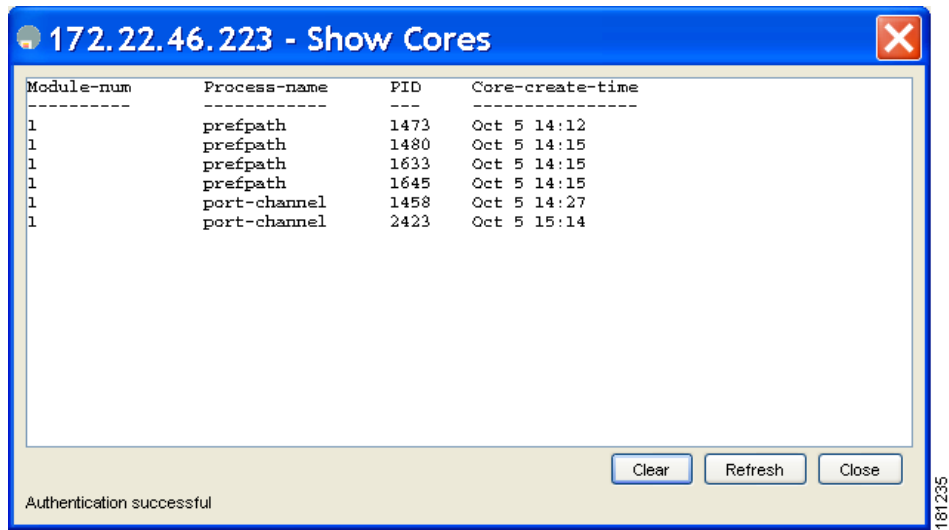 172.22.46.223 - Show Cores
Module-num Process-name PID Core-create-time
---------- ------------ --- ----------------
1 prefpath 1473 Oct 5 14:12
1 prefpath 1480 Oct 5 14:15
1 prefpath 1633 Oct 5 14:15
1 prefpath 1645 Oct 5 14:15
1 port-channel 1458 Oct 5 14:27
1 port-channel 2423 Oct 5 15:14
Clear Refresh Close
Authentication successful
181235